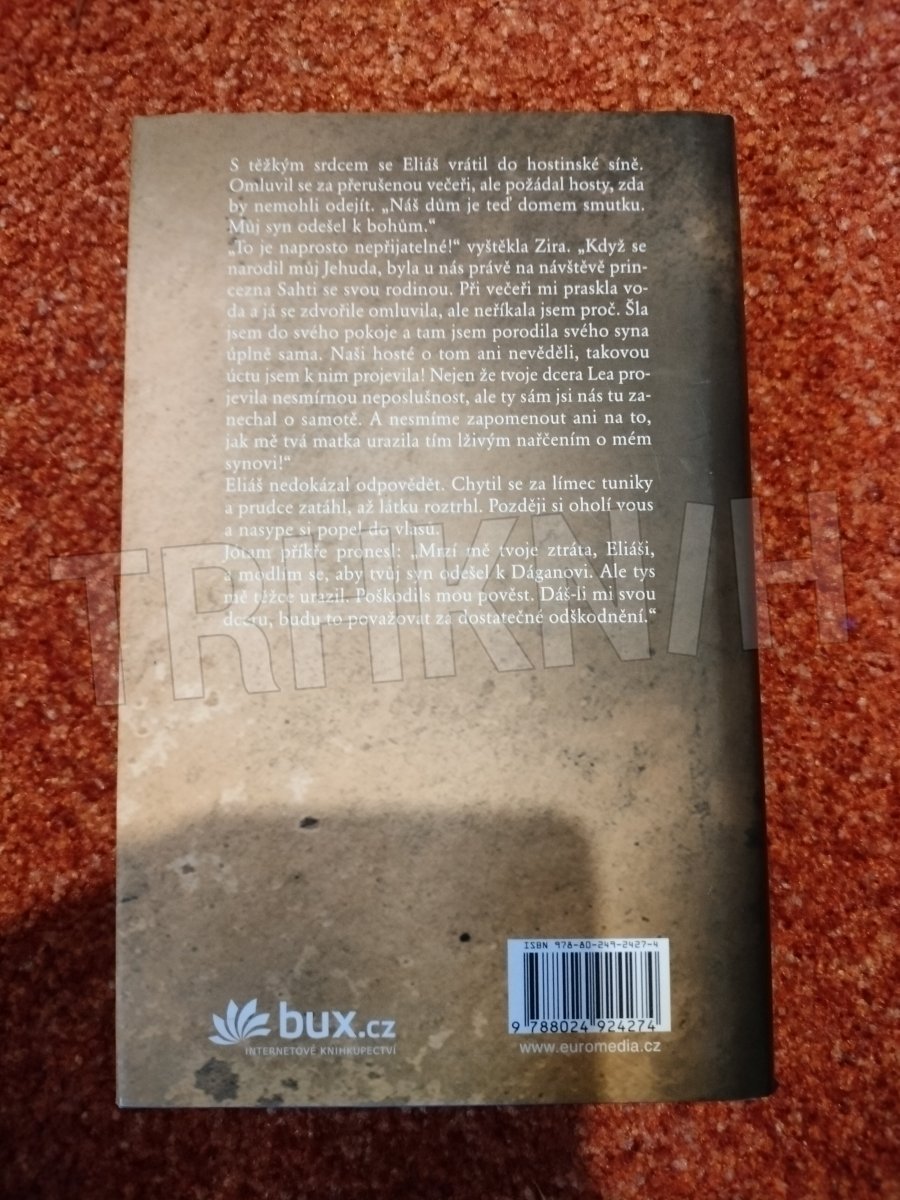 S těžkým srdcem se Eliáš vrátil do hostinské síně.
Omluvil se za přerušenou večeři, ale požádal hosty, zda
by nemohli odejít. „Náš dům je teď domem smutku.
Můj syn odešel k bohům.“
„To je naprosto nepřijatelné!“ vyštěkla Zira. „Když se
narodil můj Jehuda, byla u nás právě na návštěvě prin-
cezna Sahti se svou rodinou. Při večeři mi praskla vo-
da a já se zdvořile omluvila, ale neříkala jsem proč. Šla
jsem do svého pokoje a tam jsem porodila svého syna
úplně sama. Naši hosté o tom ani nevěděli, takovou
úctu jsem k nim projevila! Nejen že tvoje dcera Lea pro-
jevila nesmírnou neposlušnost, ale ty sám jsi nás tu za-
nechal o samotě. A nesmíme zapomenout ani na to,
jak mě tvá matka urazila tím lživým nařčením o mém
synovi!“
Eliáš nedokázal odpovědět. Chytil se za límec tuniky
a prudce zatáhl, až látku roztrhl. Později si oholí vous
a nasype si popel do vlasů.
Jótam příkře pronesl: „Mrzí mě tvoje ztráta, Eliáši,
a modlím se, aby tvůj syn odešel k Dáganovi. Ale tys
mě těžce urazil. Poškodils mou pověst. Dáš-li mi svou
dceru, budu to považovat za dostatečné odškodnění.“
TRHKNIH
ISBN 978-80-249-2427-4
9 788024 924274
www.euromedia.cz
bux.cz
INTERNETOVÉ KNIHKUPECTVÍ